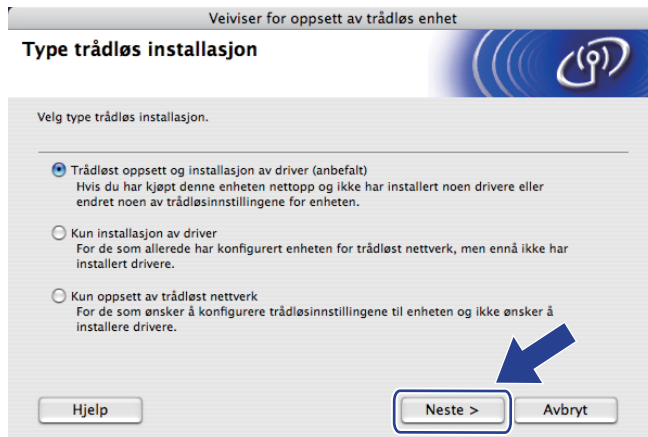 Veiviser for oppsett av trådløs enhet
Type trådløs installasjon
Velg type trådløs installasjon.
Trådløst oppsett og installasjon av driver (anbefalt)
Hvis du har kjøpt denne enheten nettopp og ikke har installert noen drivere eller
endret noen av trådløsinnstillingene for enheten.
Kun installasjon av driver
For de som allerede har konfigurert enheten for trådløst nettverk, men ennå ikke har
installert drivere.
Kun oppsett av trådløst nettverk
For de som ønsker å konfigurere trådløsinnstillingene til enheten og ikke ønsker å
installere drivere.
Hjelp
Neste >
Avbryt